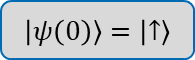 |ψ(0)⟩ = |↑⟩